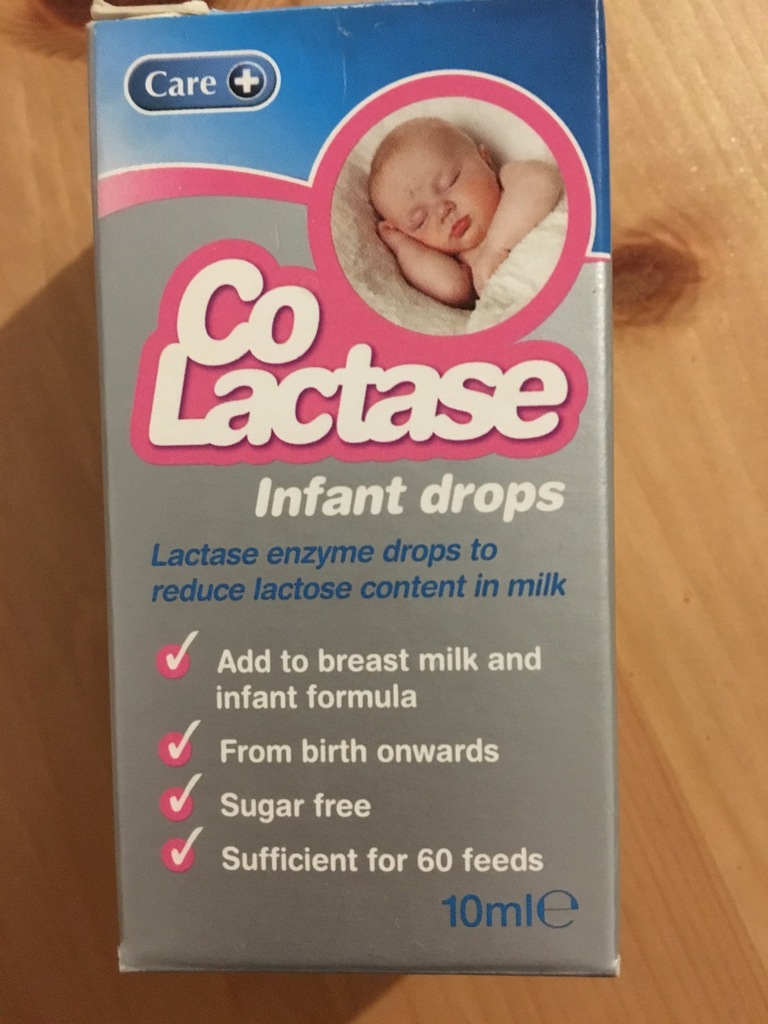 Care
Co
Lactase
Infant drops
Lactase enzyme drops to
reduce lactose content in milk
Add to breast milk and
infant formula
From birth onwards
Sugar free
Sufficient for 60 feeds
10ml℮